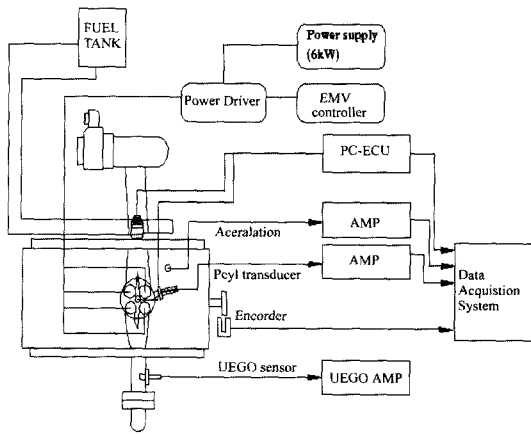 FUEL
TANK
Power supply
(6kW)
Power Driver
EMV
controller
PC-ECU
Aceralation
AMP
Pcyl transducer
AMP
Data
Acquistion
System
Encorder
UEGO sensor
UEGO AMP